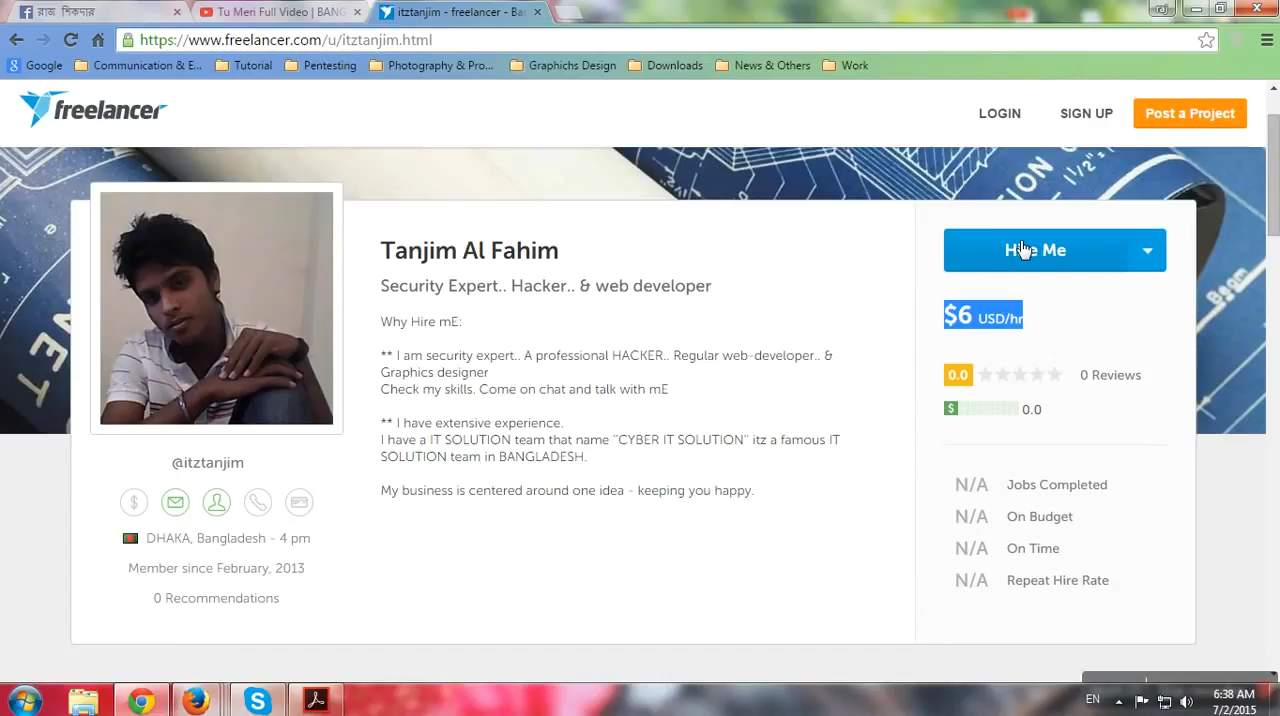 রাজ শিকদার
Tu Meri Full Video | BANG
itztanjim - freelancer - Ba
https://www.freelancer.com/u/itztanjim.html
Google
Communication & E...
Tutorial
Pentesting
Photography & Pro...
Graphichs Design
Downloads
News & Others
Work
freelancer
LOGIN
SIGN UP
Post a Project
Tanjim Al Fahim
Security Expert.. Hacker.. & web developer
Why Hire mE:
** I am security expert.. A professional HACKER.. Regular web-developer.. &
Graphics designer
Check my skills. Come on chat and talk with mE
** I have extensive experience.
I have a IT SOLUTION team that name "CYBER IT SOLUTION" itz a famous IT
SOLUTION team in BANGLADESH.
My business is centered around one idea - keeping you happy.
@itztanjim
DHAKA, Bangladesh - 4 pm
Member since February, 2013
0 Recommendations
Hire Me
$6 USD/hr
0.0
0 Reviews
$ 0.0
N/A Jobs Completed
N/A On Budget
N/A On Time
N/A Repeat Hire Rate
EN
6:38 AM
7/2/2015